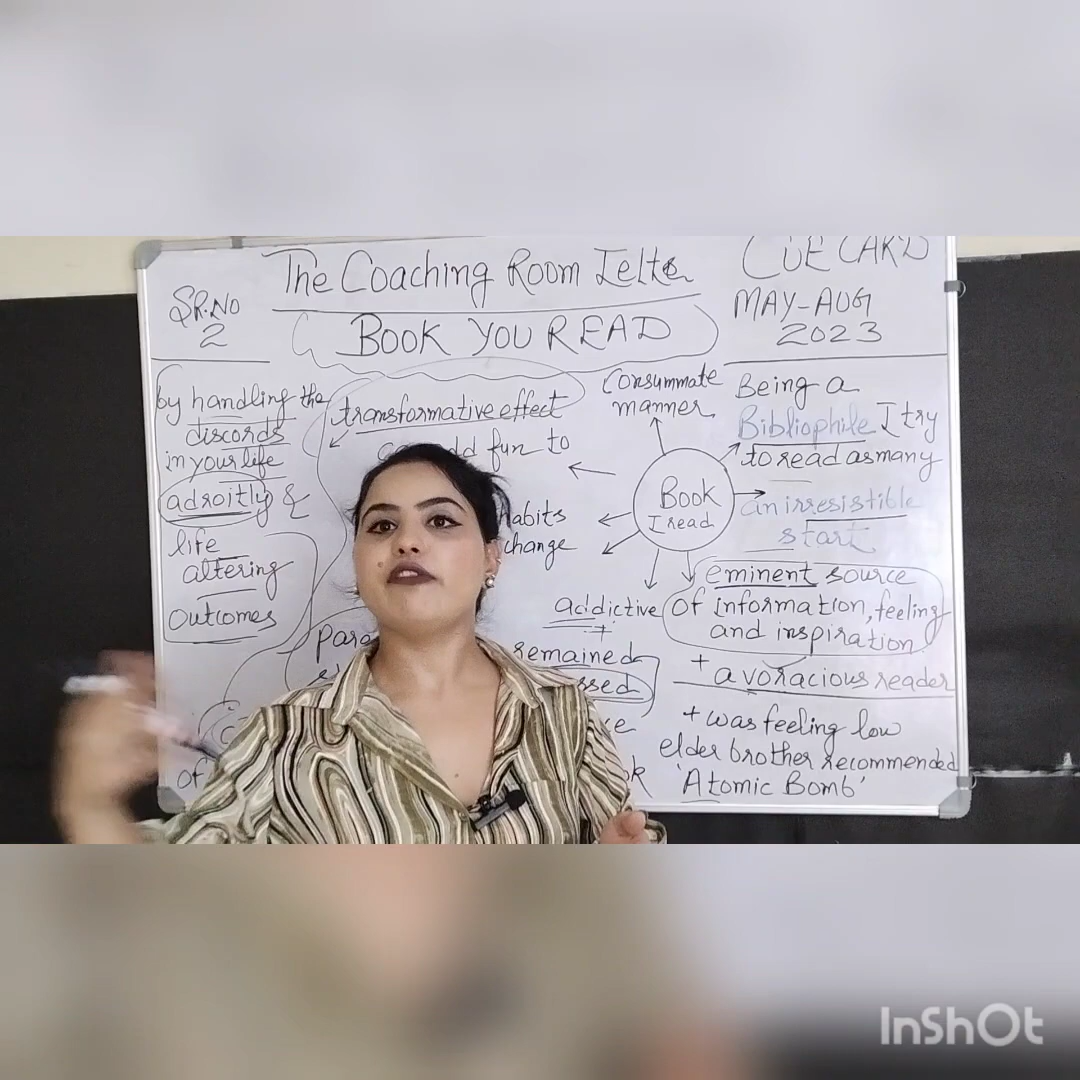 The Coaching Room Ielts
CUE CARD
SR.NO
2
MAY-AUG
2023
BOOK YOU READ
by handling the
discords
in your life
adroitly &
life
altering
outcomes
of
transformative effect
fun to
habits
change
Consummate
manner
Book
I read
addictive
+
remained
Being a
Bibliophile I try
to read as many
an irresistible
start
eminent source
of information, feeling
and inspiration
+ a voracious reader
+ was feeling low
elder brother recommended
'Atomic Bomb'
InShOt